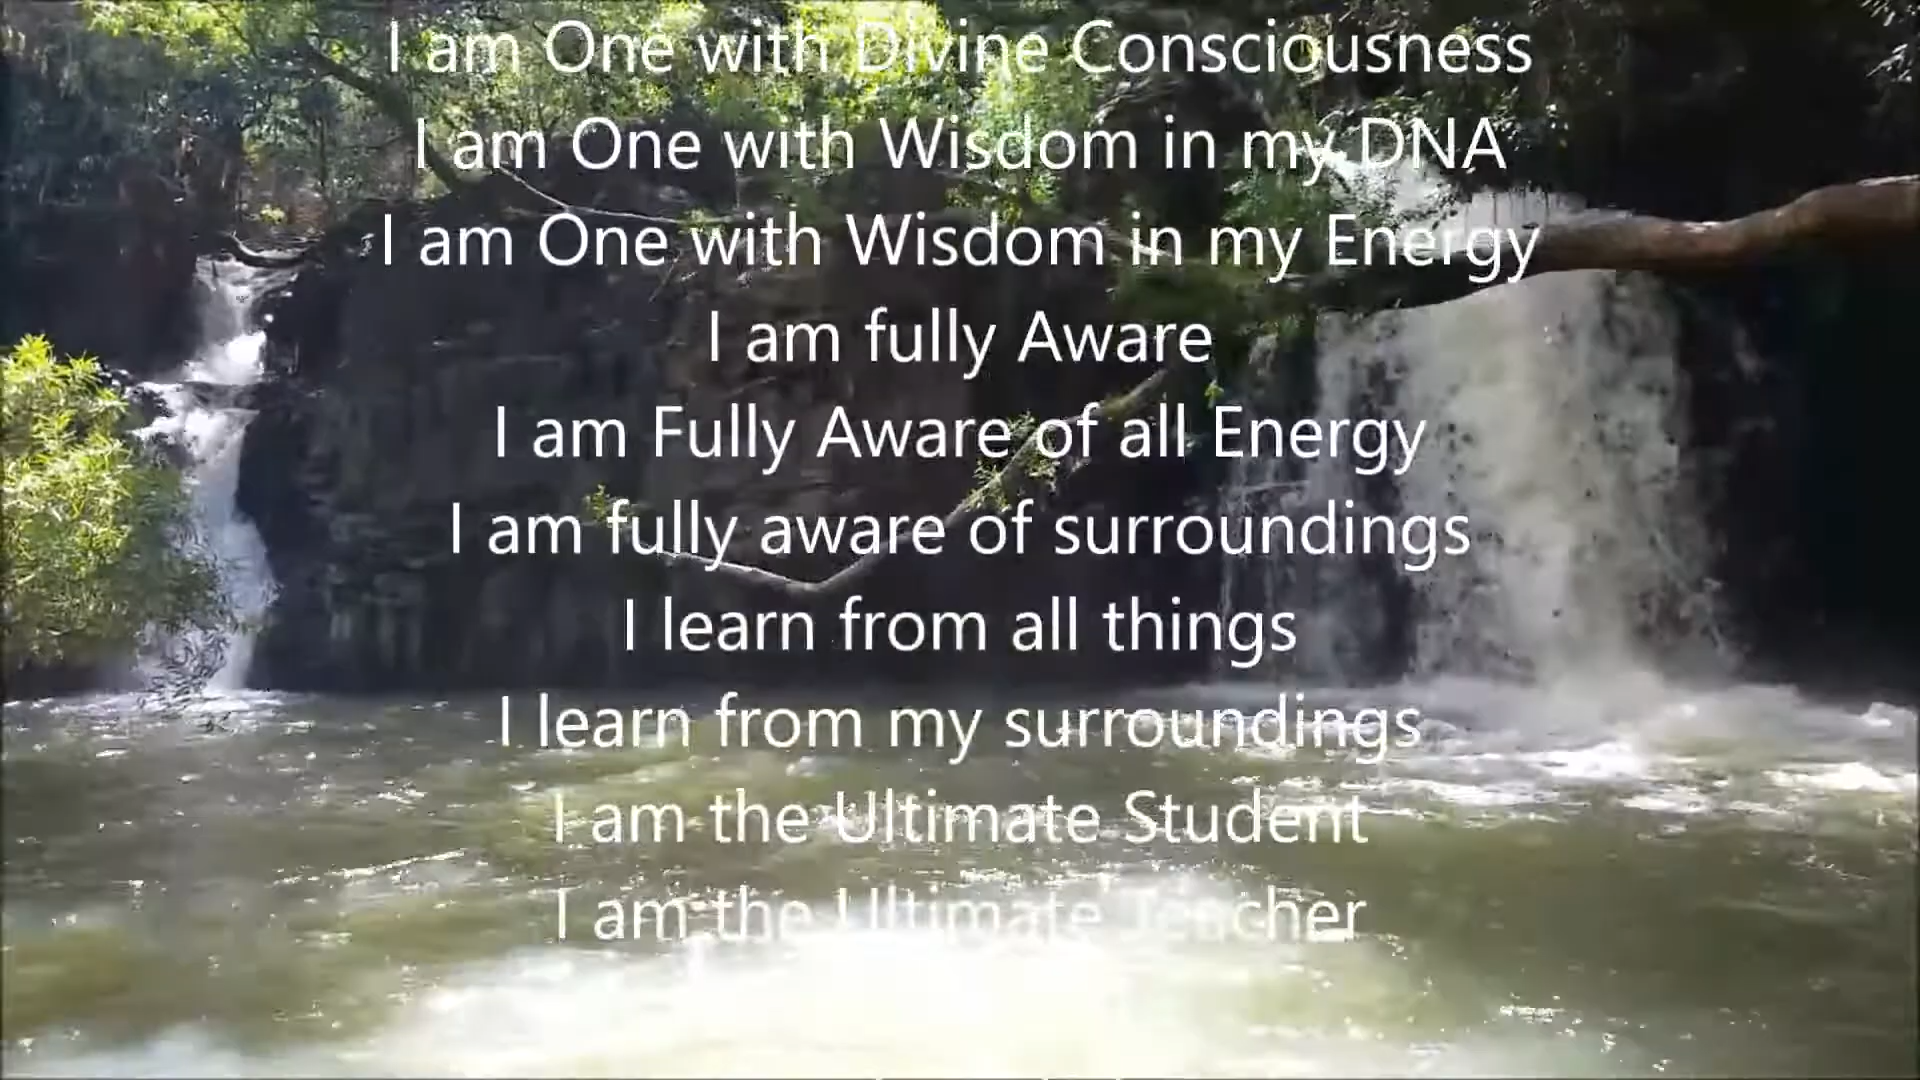 I am One with Divine Consciousness
I am One with Wisdom in my DNA
I am One with Wisdom in my Energy
I am fully Aware
I am Fully Aware of all Energy
I am fully aware of surroundings
I learn from all things
I learn from my surroundings
I am the Ultimate Student
I am the Ultimate Teacher